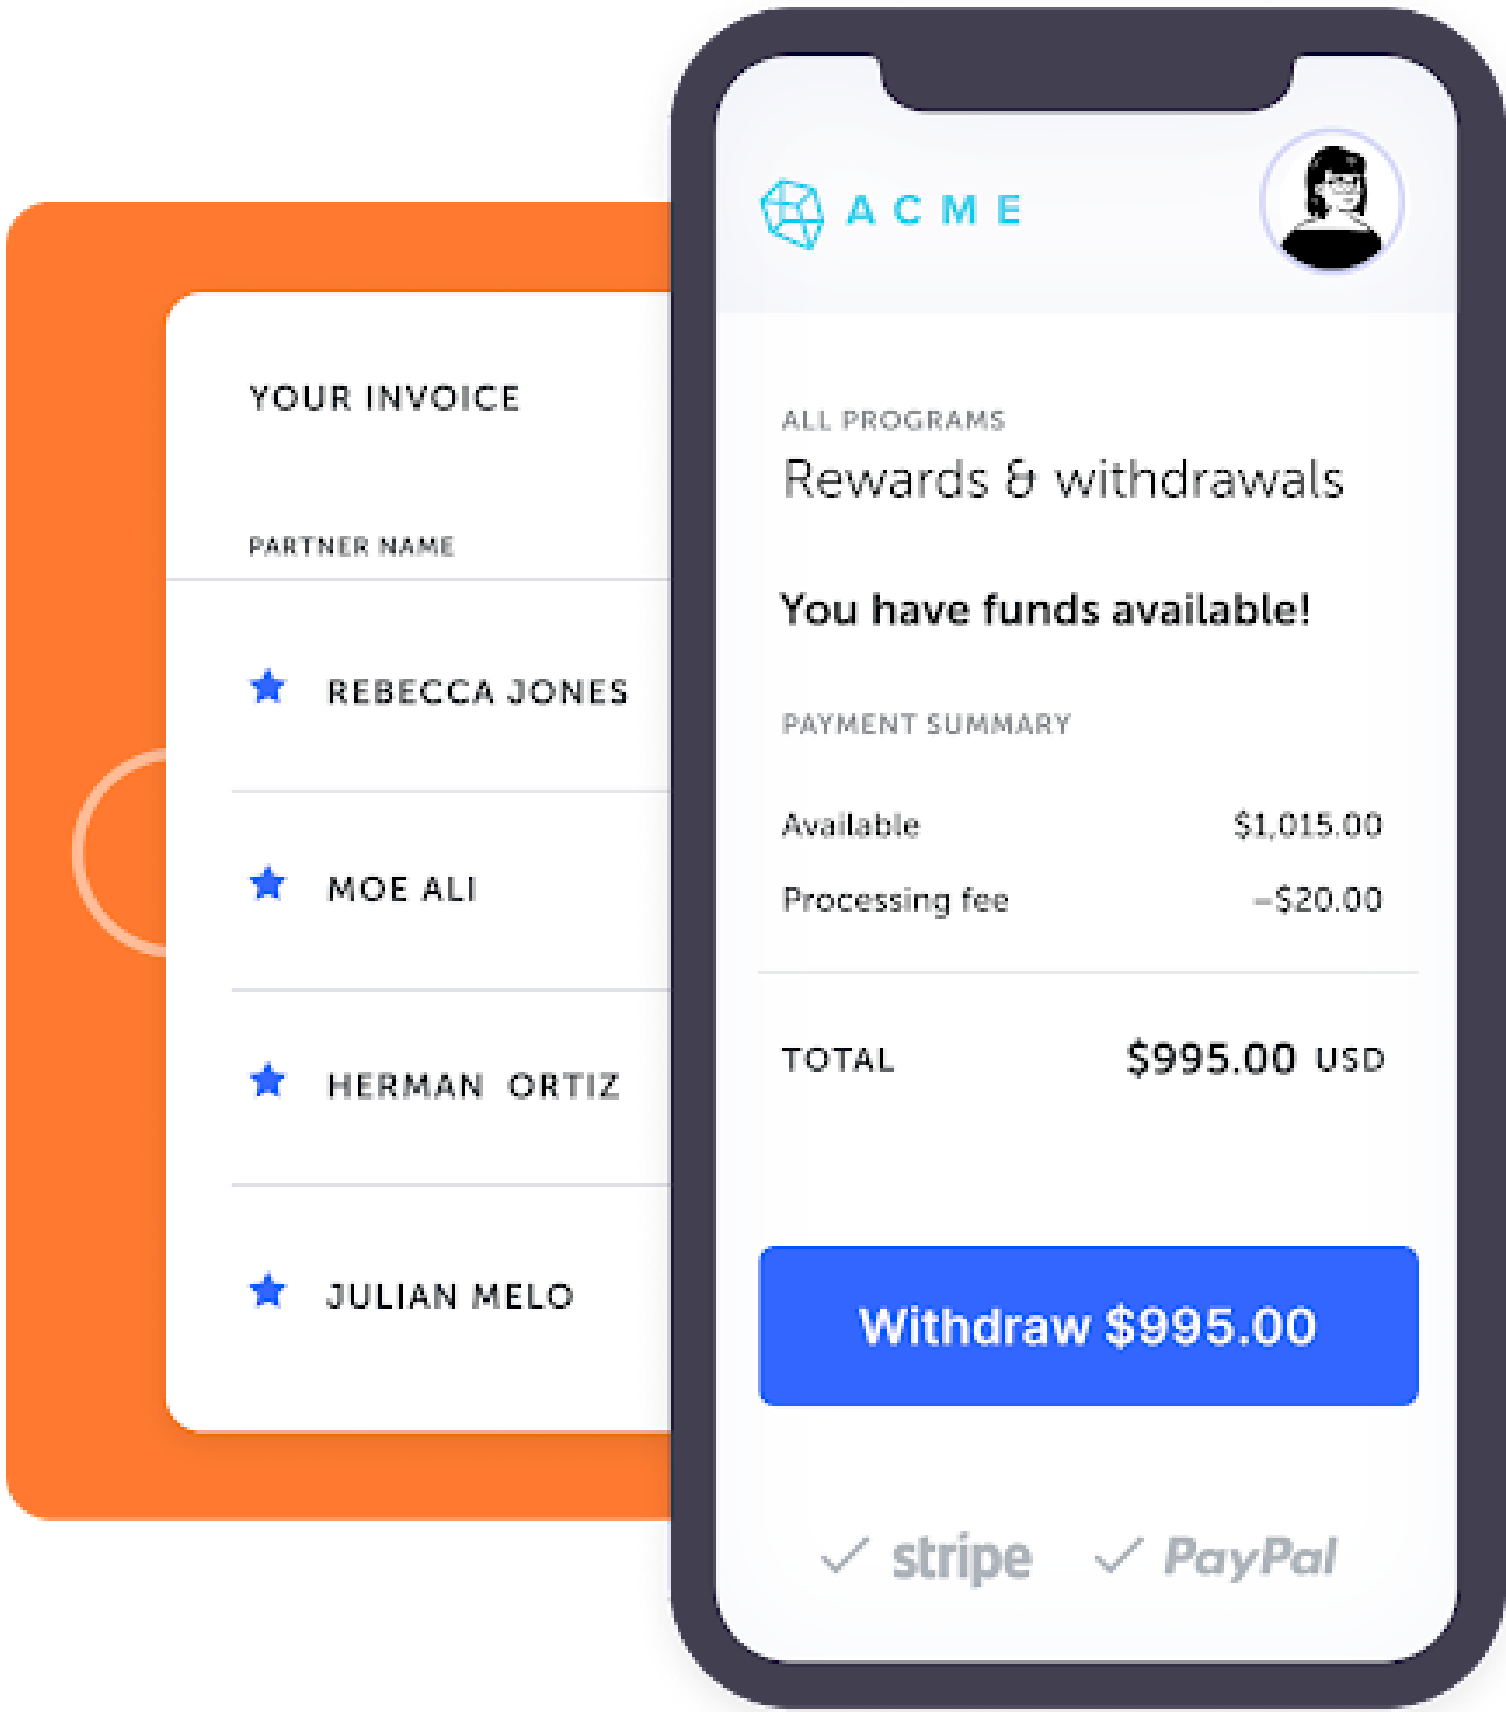 YOUR INVOICE
PARTNER NAME
REBECCA JONES
MOE ALI
HERMAN ORTIZ
JULIAN MELO
ACME
ALL PROGRAMS
Rewards & withdrawals
You have funds available!
PAYMENT SUMMARY
Available $1,015.00
Processing fee –$20.00
TOTAL $995.00 USD
Withdraw $995.00
stripe PayPal